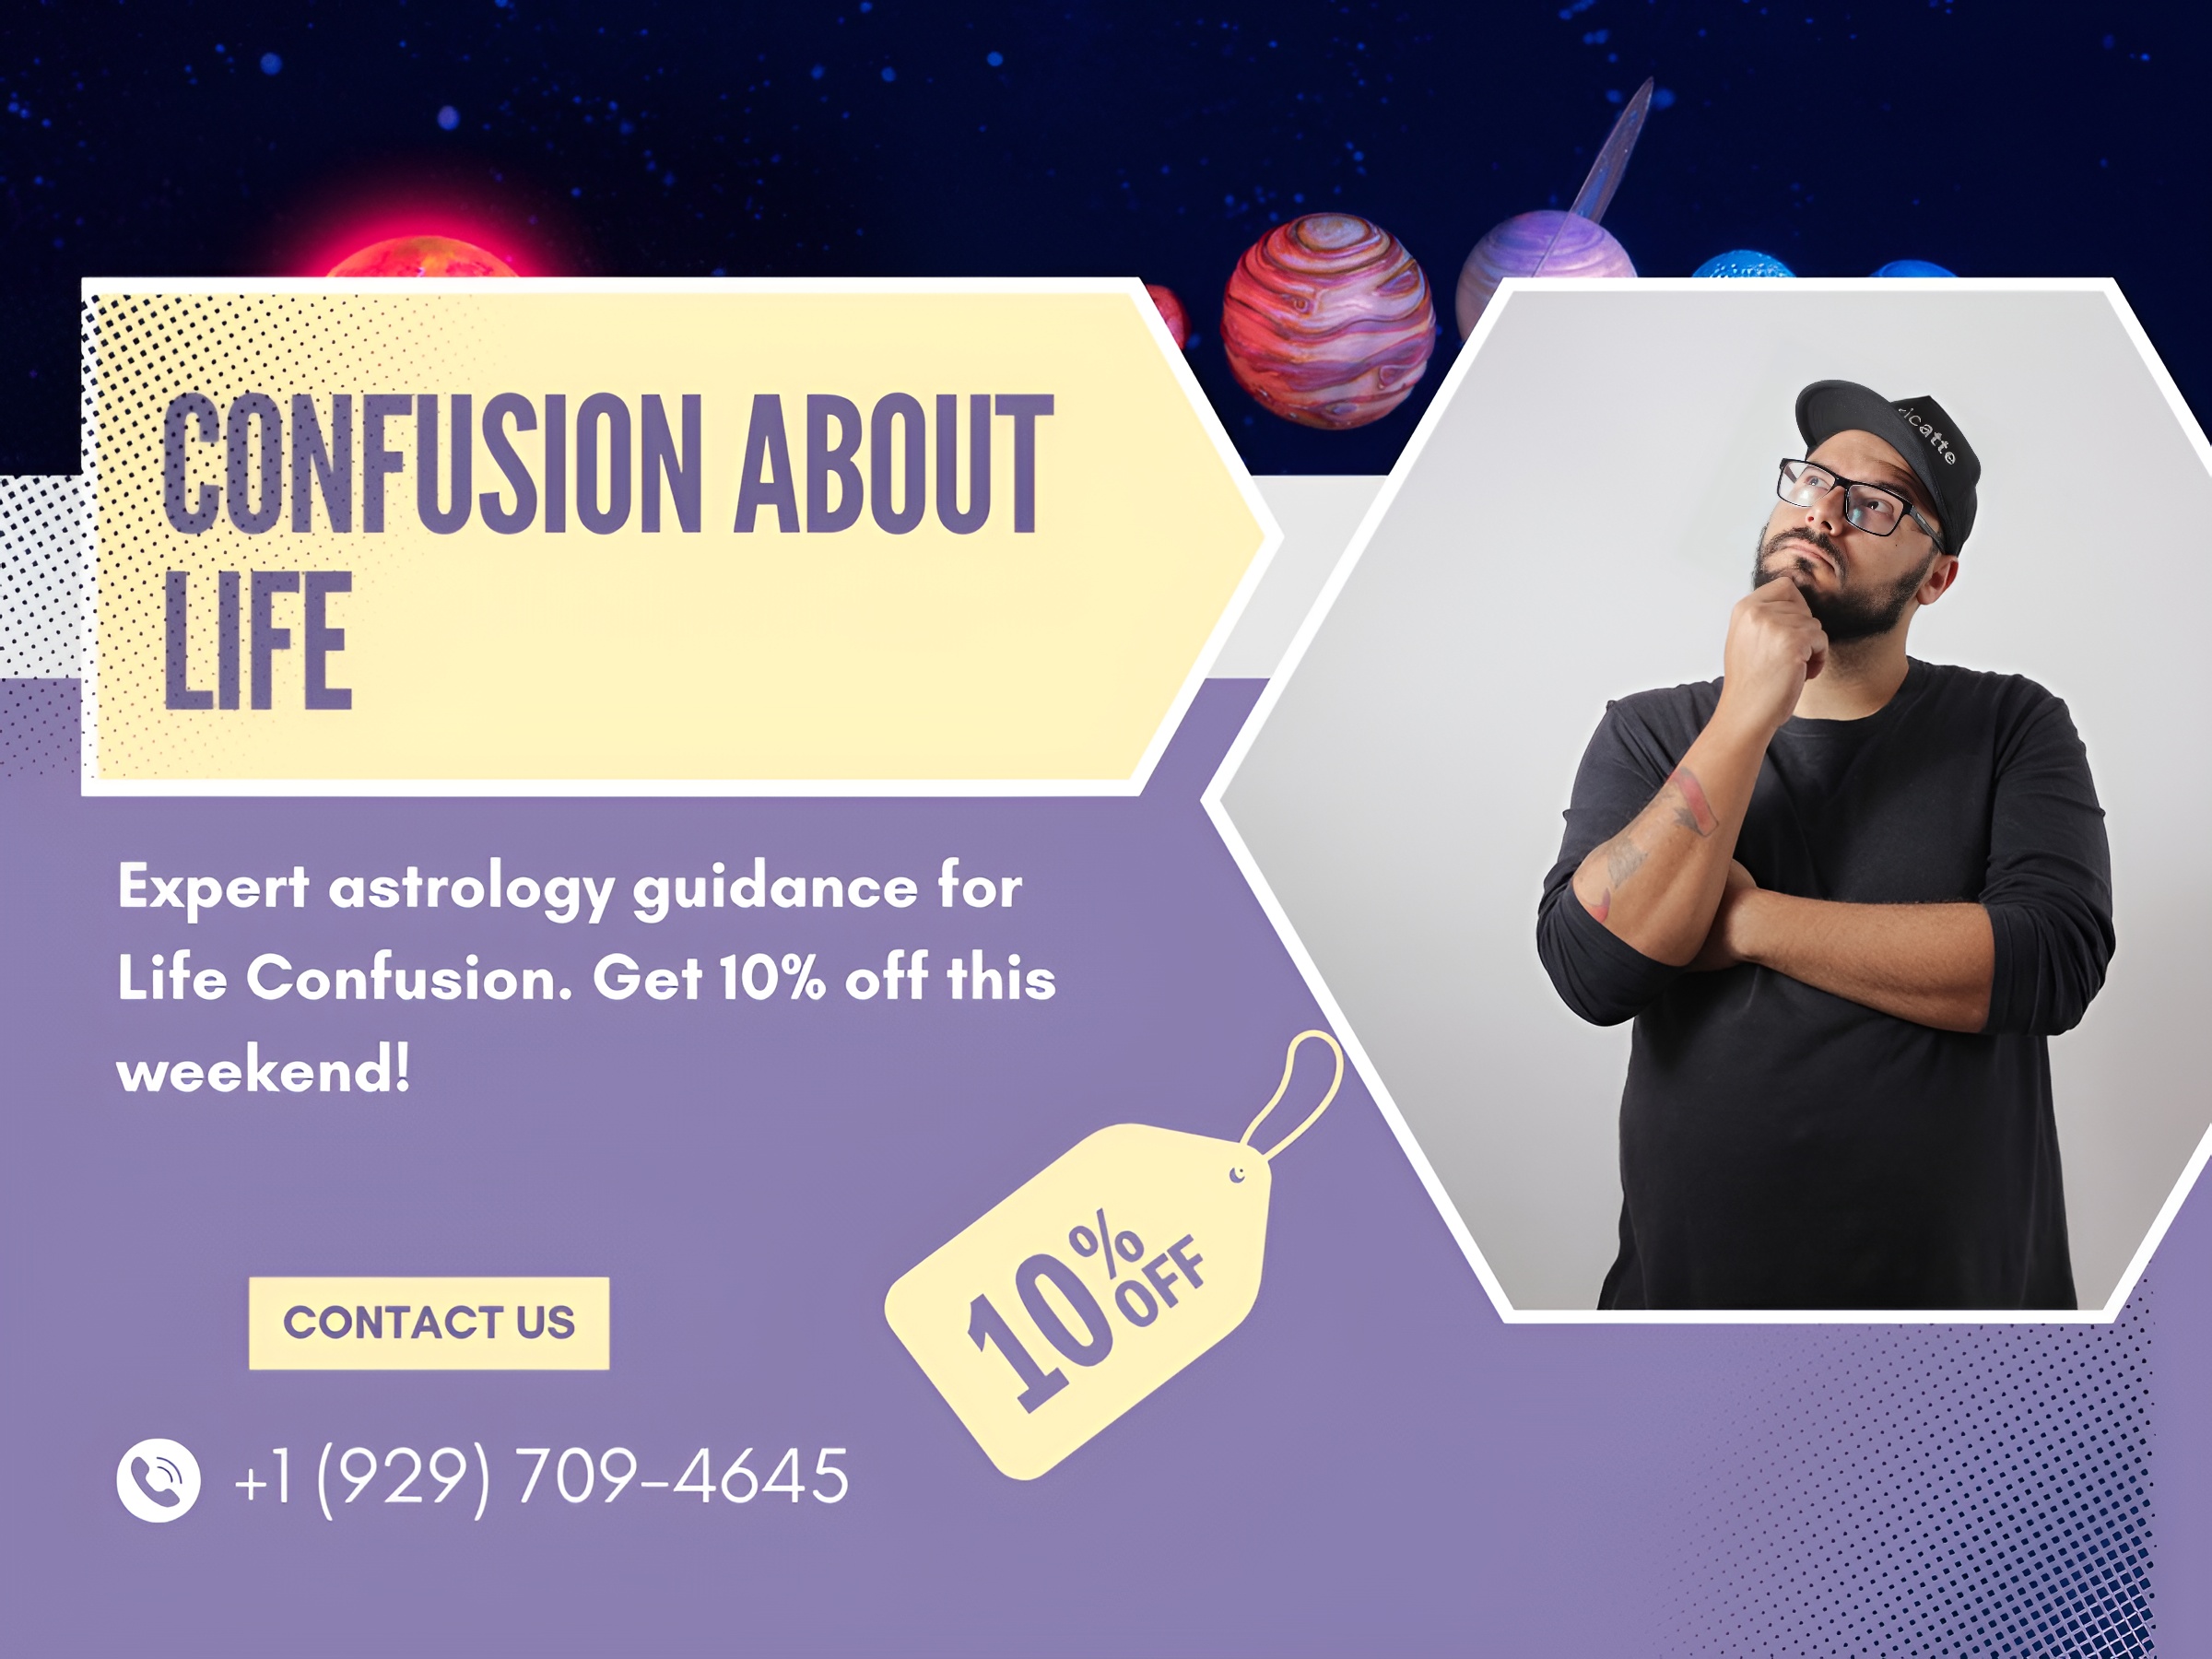 CONFUSION ABOUT
LIFE
Expert astrology guidance for
Life Confusion. Get 10% off this
weekend!
10%
OFF
CONTACT US
+1 (929) 709-4645